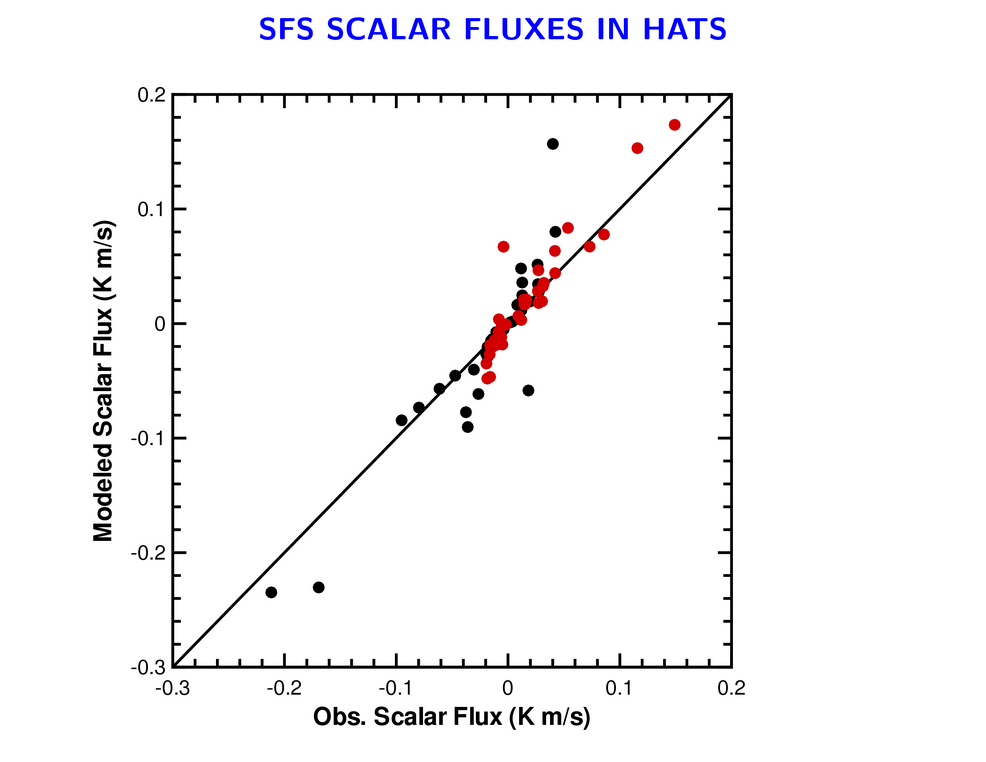 SFS SCALAR FLUXES IN HATS
0.2
0.1
0
-0.1
-0.2
-0.3
Modeled Scalar Flux (K m/s)
-0.3 -0.2 -0.1 0 0.1 0.2
Obs. Scalar Flux (K m/s)